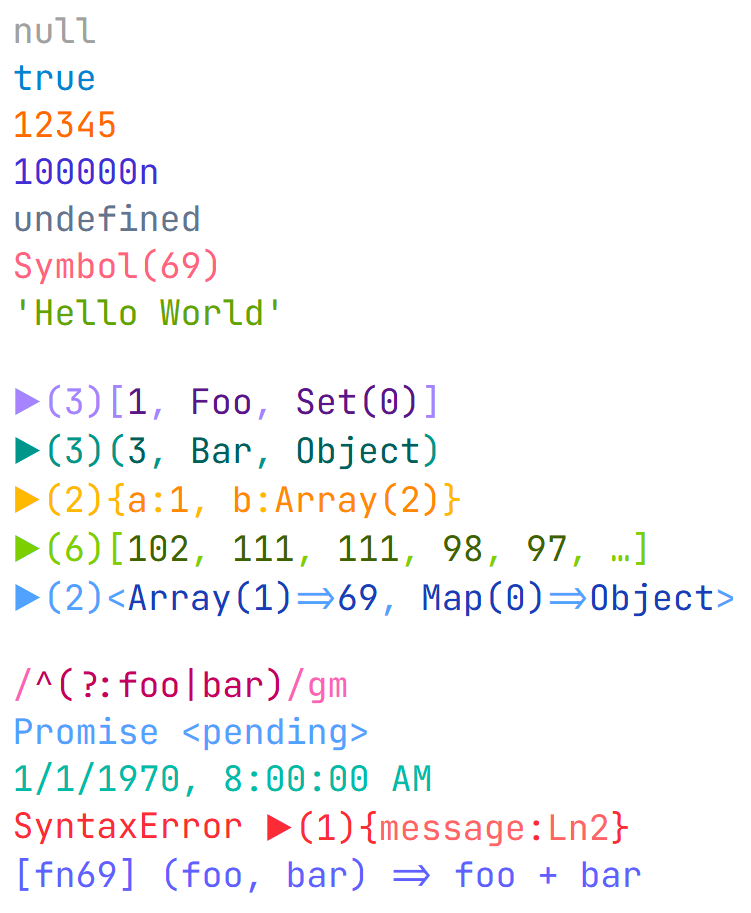 null
true
12345
100000n
undefined
Symbol(69)
'Hello World'
▶(3)[1, Foo, Set(0)]
▶(3)(3, Bar, Object)
▶(2){a:1, b:Array(2)}
▶(6)[102, 111, 111, 98, 97, …]
▶(2)<Array(1)=>69, Map(0)=>Object>
/^(?:foo|bar)/gm
Promise <pending>
1/1/1970, 8:00:00 AM
SyntaxError ▶(1){message:Ln2}
[fn69] (foo, bar) => foo + bar